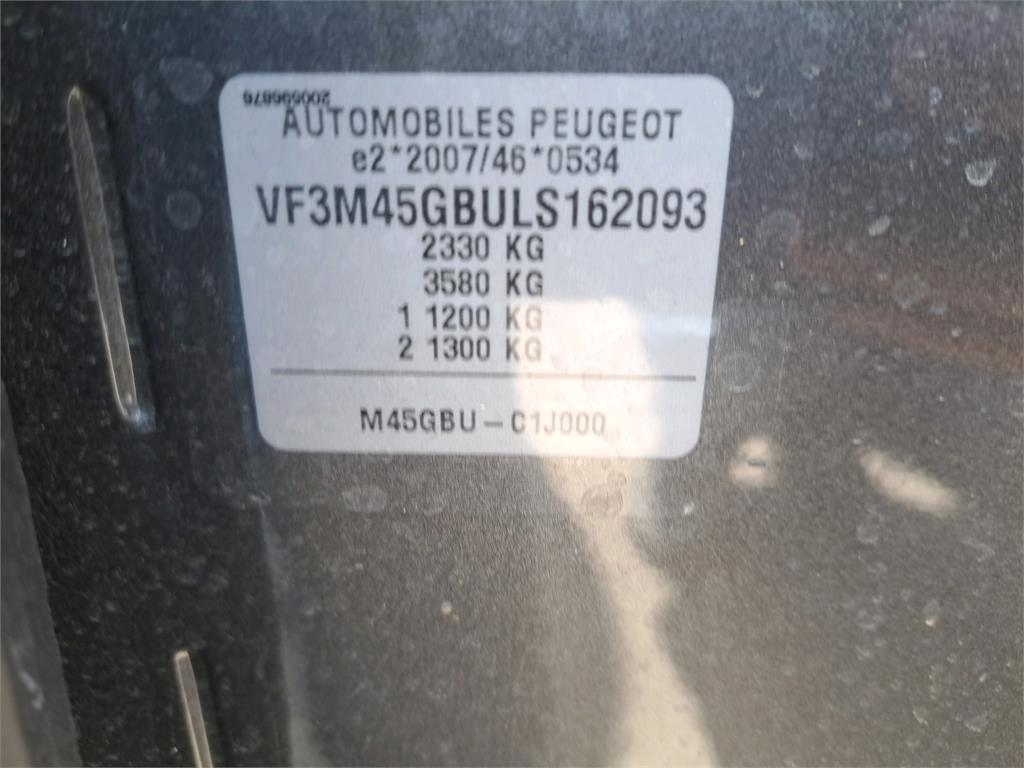 200596876
AUTOMOBILES PEUGEOT
e2*2007/46*0534
VF3M45GBULS162093
2330 KG
3580 KG
1 1200 KG
2 1300 KG
M45GBU – C1J000